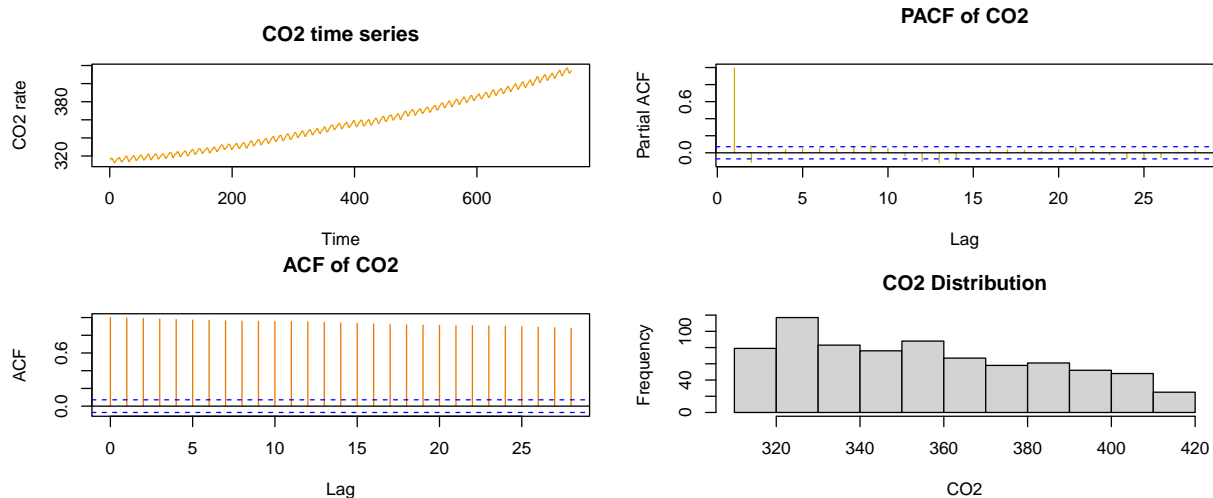 CO2 time series
CO2 rate
320 380
0 200 400 600
Time
PACF of CO2
Partial ACF
0.0 0.6
0 5 10 15 20 25
Lag
ACF of CO2
ACF
0.0 0.6
0 5 10 15 20 25
Lag
CO2 Distribution
Frequency
0 40 100
320 340 360 380 400 420
CO2